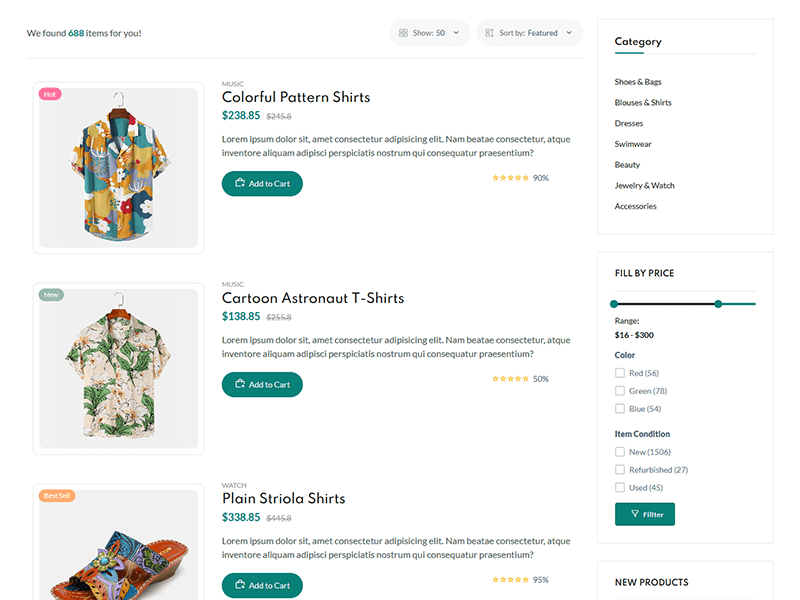 We found 688 items for you!
Show: 50
Sort by: Featured
Hot
MUSIC
Colorful Pattern Shirts
$238.85 $245.8
Lorem ipsum dolor sit, amet consectetur adipisicing elit. Nam beatae consectetur, atque
inventore aliquam adipisci perspiciatis nostrum qui consequatur praesentium?
Add to Cart
90%
New
MUSIC
Cartoon Astronaut T-Shirts
$138.85 $255.8
Lorem ipsum dolor sit, amet consectetur adipisicing elit. Nam beatae consectetur, atque
inventore aliquam adipisci perspiciatis nostrum qui consequatur praesentium?
Add to Cart
50%
Best Sell
WATCH
Plain Striola Shirts
$338.85 $445.8
Lorem ipsum dolor sit, amet consectetur adipisicing elit. Nam beatae consectetur, atque
inventore aliquam adipisci perspiciatis nostrum qui consequatur praesentium?
Add to Cart
95%
Category
Shoes & Bags
Blouses & Shirts
Dresses
Swimwear
Beauty
Jewelry & Watch
Accessories
FILL BY PRICE
Range:
$16 - $300
Color
Red (56)
Green (78)
Blue (54)
Item Condition
New (1506)
Refurbished (27)
Used (45)
Fillter
NEW PRODUCTS